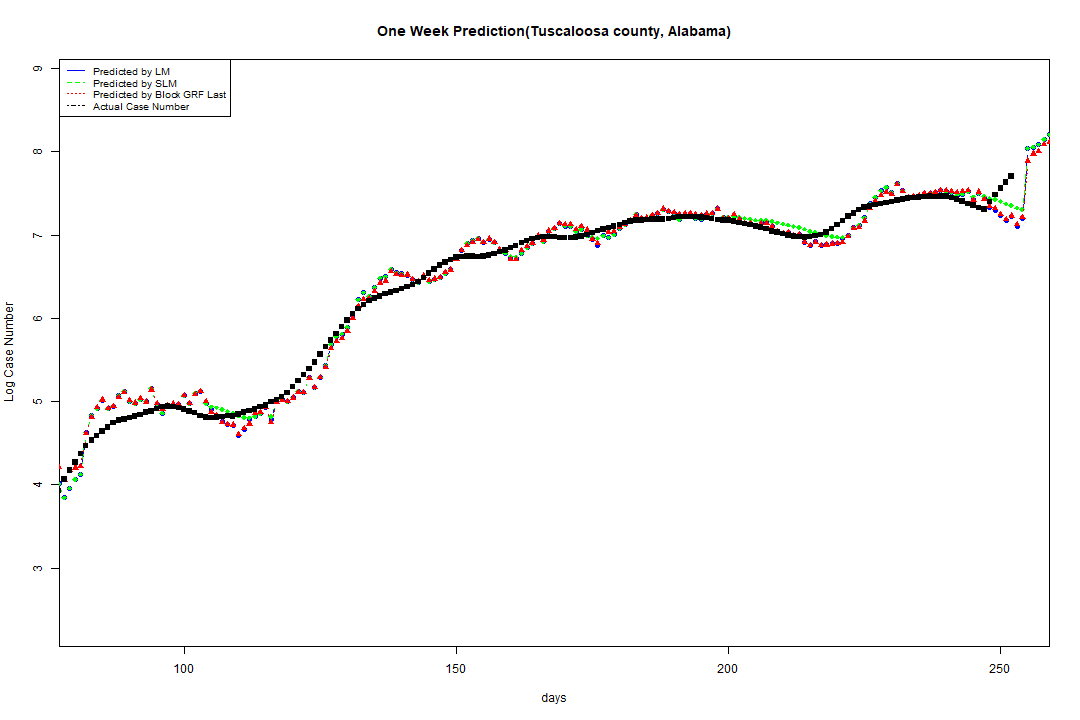 One Week Prediction(Tuscaloosa county, Alabama)
Predicted by LM
Predicted by SLM
Predicted by Block GRF Last
Actual Case Number
9
8
7
6
5
4
3
Log Case Number
100 150 200 250
days